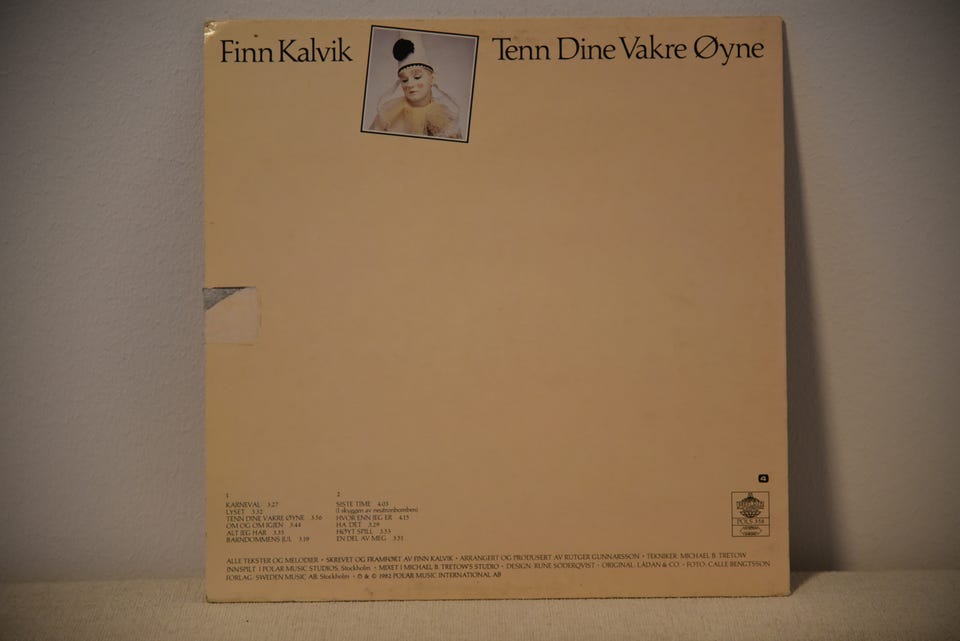 Finn Kalvik
Tenn Dine Vakre Øyne
1
KARNEVAL 3.27
LYSET 3.32
TENN DINE VAKRE ØYNE 3.56
OM OG OM IGJEN 3.44
ALT JEG HAR 3.35
BARNDOMMENS JUL 3.19
2
SISTE TIME 4.03
(I skyggen av neutronbomben)
HVOR ENN JEG ER 4.15
HA DET 3.29
HØYT SPILL 3.33
EN DEL AV MEG 3.51
4
POLS 358
ALLE TEKSTER OG MELODIER • SKREVET OG FRAMFØRT AV FINN KALVIK • ARRANGERT OG PRODUSERT AV RUTGER GUNNARSSON • TEKNIKER: MICHAEL B. TRETOW
INNSPILT I POLAR MUSIC STUDIOS, Stockholm • MIXET I MICHAEL B. TRETOW'S STUDIO • DESIGN: RUNE SÖDERQVIST • ORIGINAL: LÅDAN & CO. • FOTO: CALLE BENGTSSON
FORLAG: SWEDEN MUSIC AB, Stockholm • ℗ & © 1982 POLAR MUSIC INTERNATIONAL AB